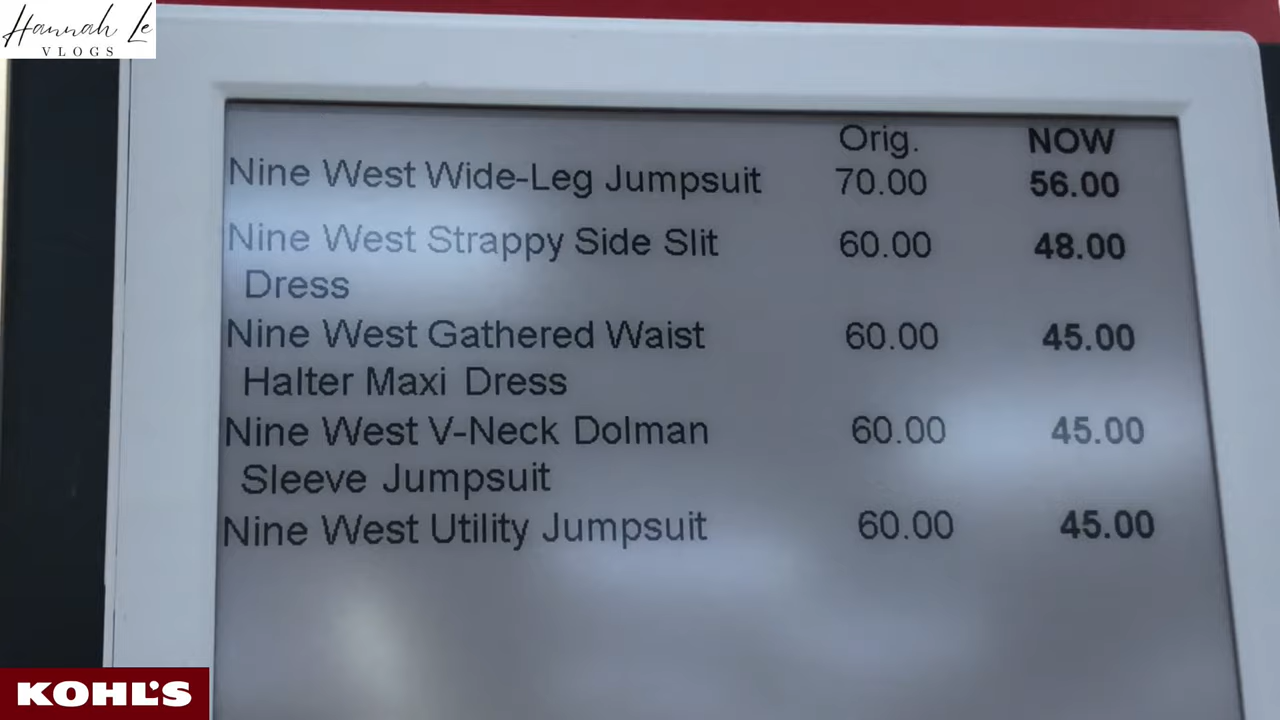 Hannah Le
VLOGS
Orig. NOW
Nine West Wide-Leg Jumpsuit 70.00 56.00
Nine West Strappy Side Slit 60.00 48.00
Dress
Nine West Gathered Waist 60.00 45.00
Halter Maxi Dress
Nine West V-Neck Dolman 60.00 45.00
Sleeve Jumpsuit
Nine West Utility Jumpsuit 60.00 45.00
KOHL'S